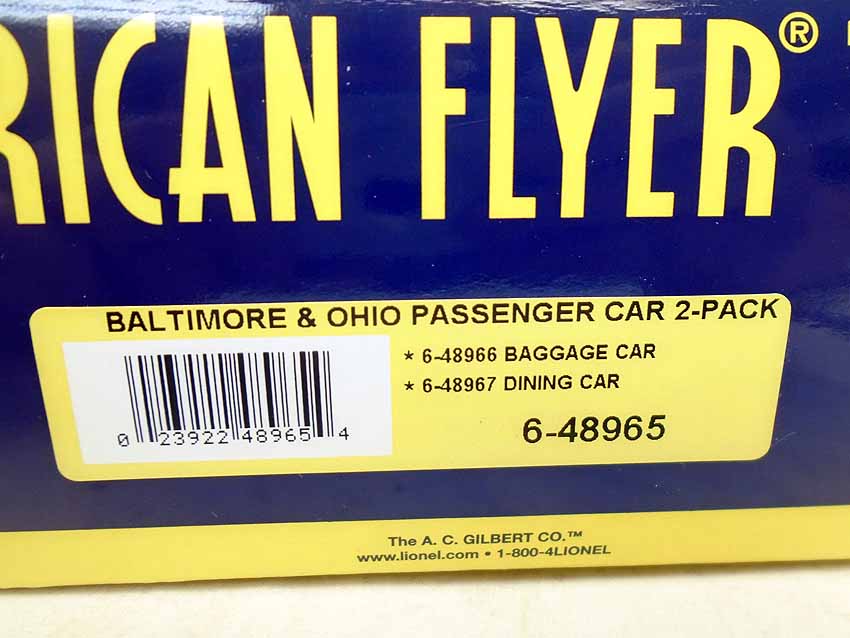 RICAN FLYER®
BALTIMORE & OHIO PASSENGER CAR 2-PACK
* 6-48966 BAGGAGE CAR
* 6-48967 DINING CAR
6-48965
0 23922 48965 4
The A. C. GILBERT CO.™
www.lionel.com • 1-800-4LIONEL